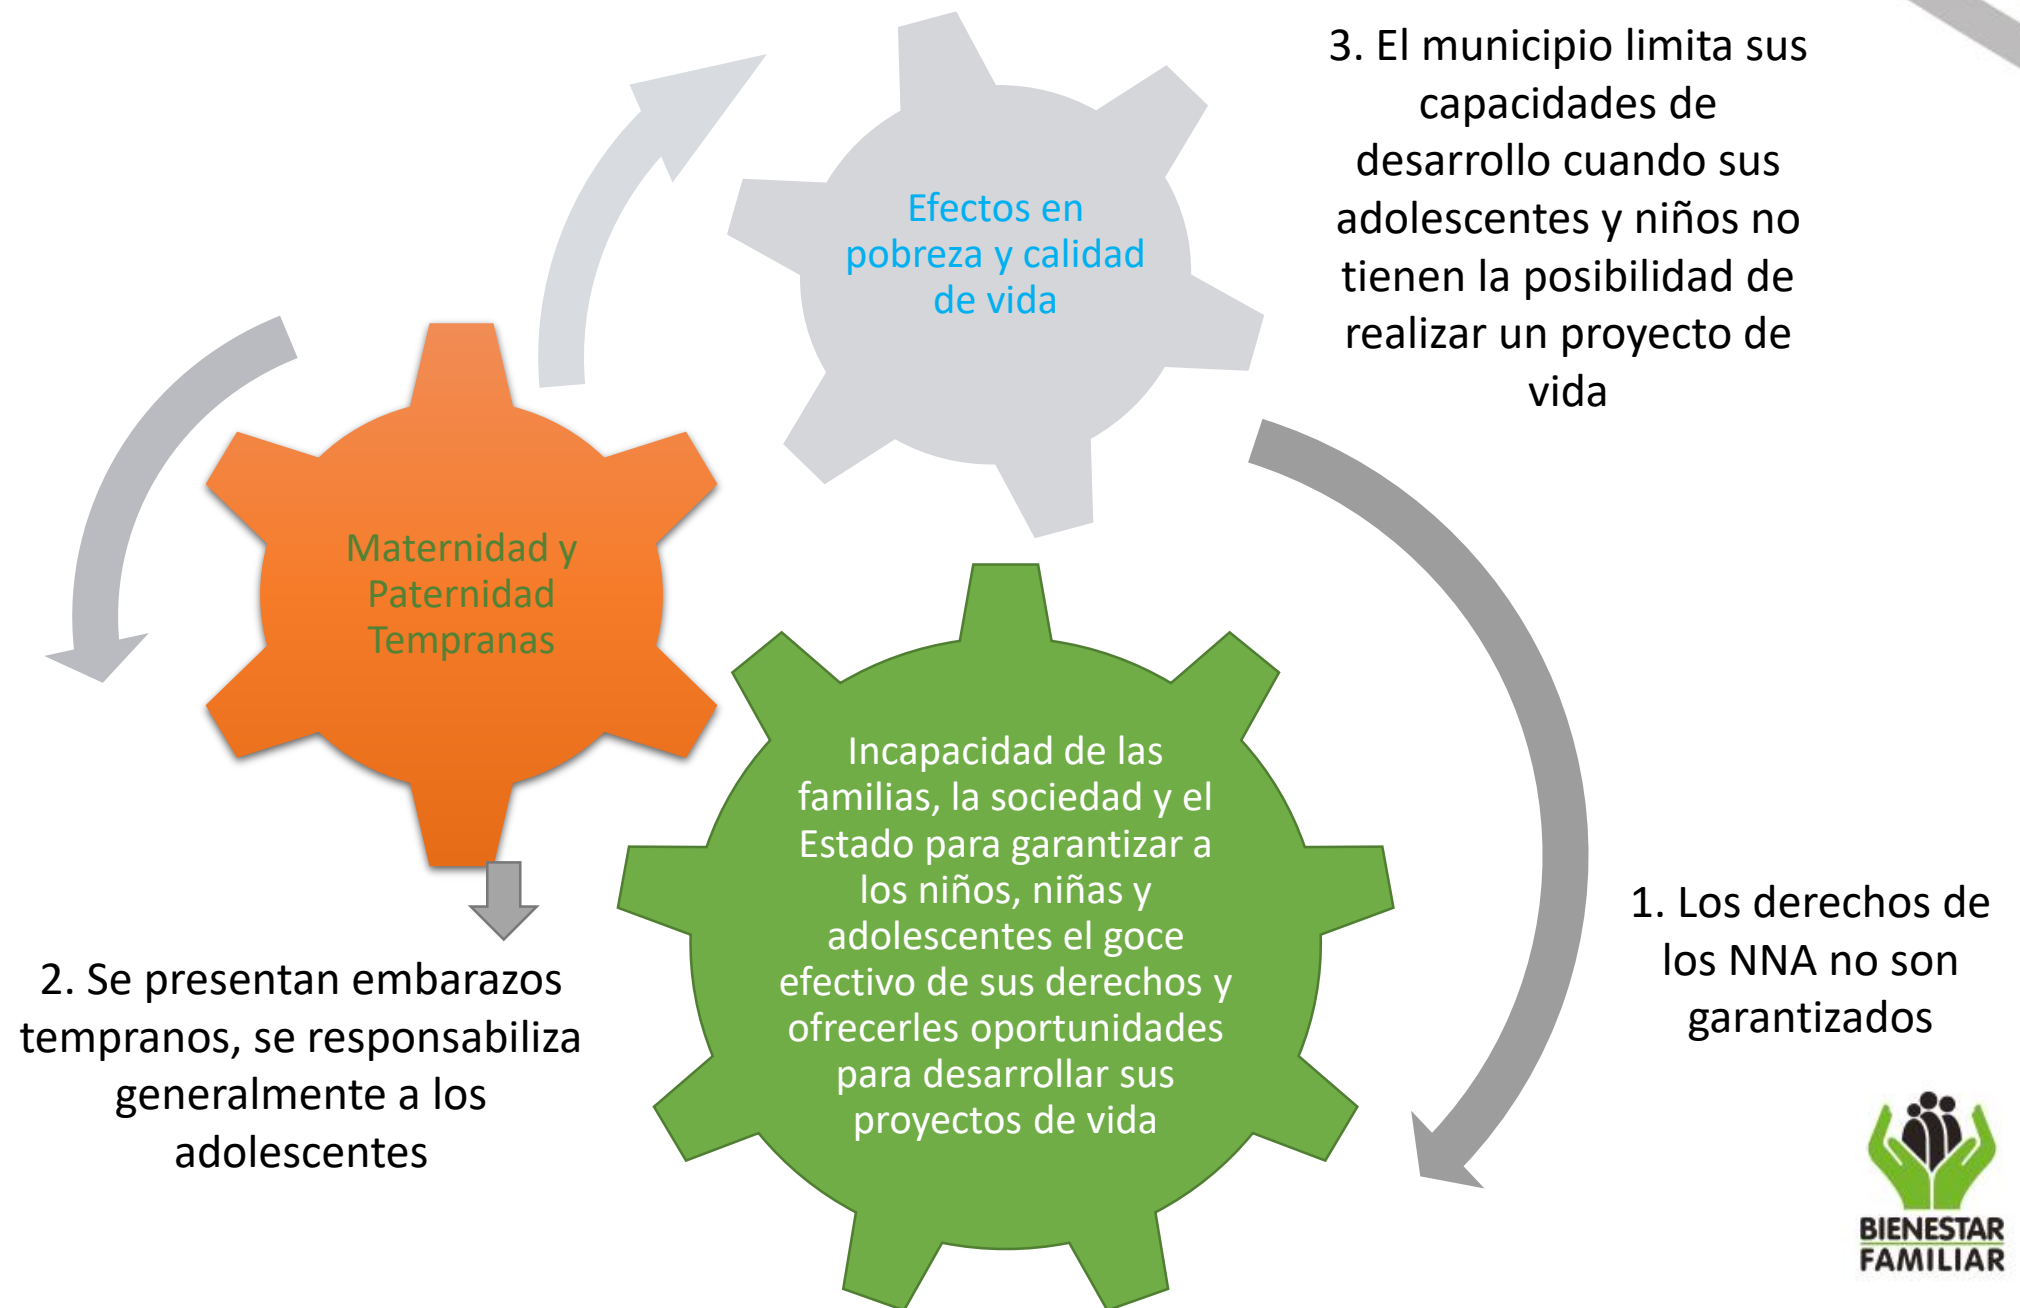 3. El municipio limita sus
capacidades de
desarrollo cuando sus
adolescentes y niños no
tienen la posibilidad de
realizar un proyecto de
vida
Efectos en
pobreza y calidad
de vida
Maternidad y
Paternidad
Tempranas
Incapacidad de las
familias, la sociedad y el
Estado para garantizar a
los niños, niñas y
adolescentes el goce
efectivo de sus derechos y
ofrecerles oportunidades
para desarrollar sus
proyectos de vida
1. Los derechos de
los NNA no son
garantizados
2. Se presentan embarazos
tempranos, se responsabiliza
generalmente a los
adolescentes
BIENESTAR
FAMILIAR